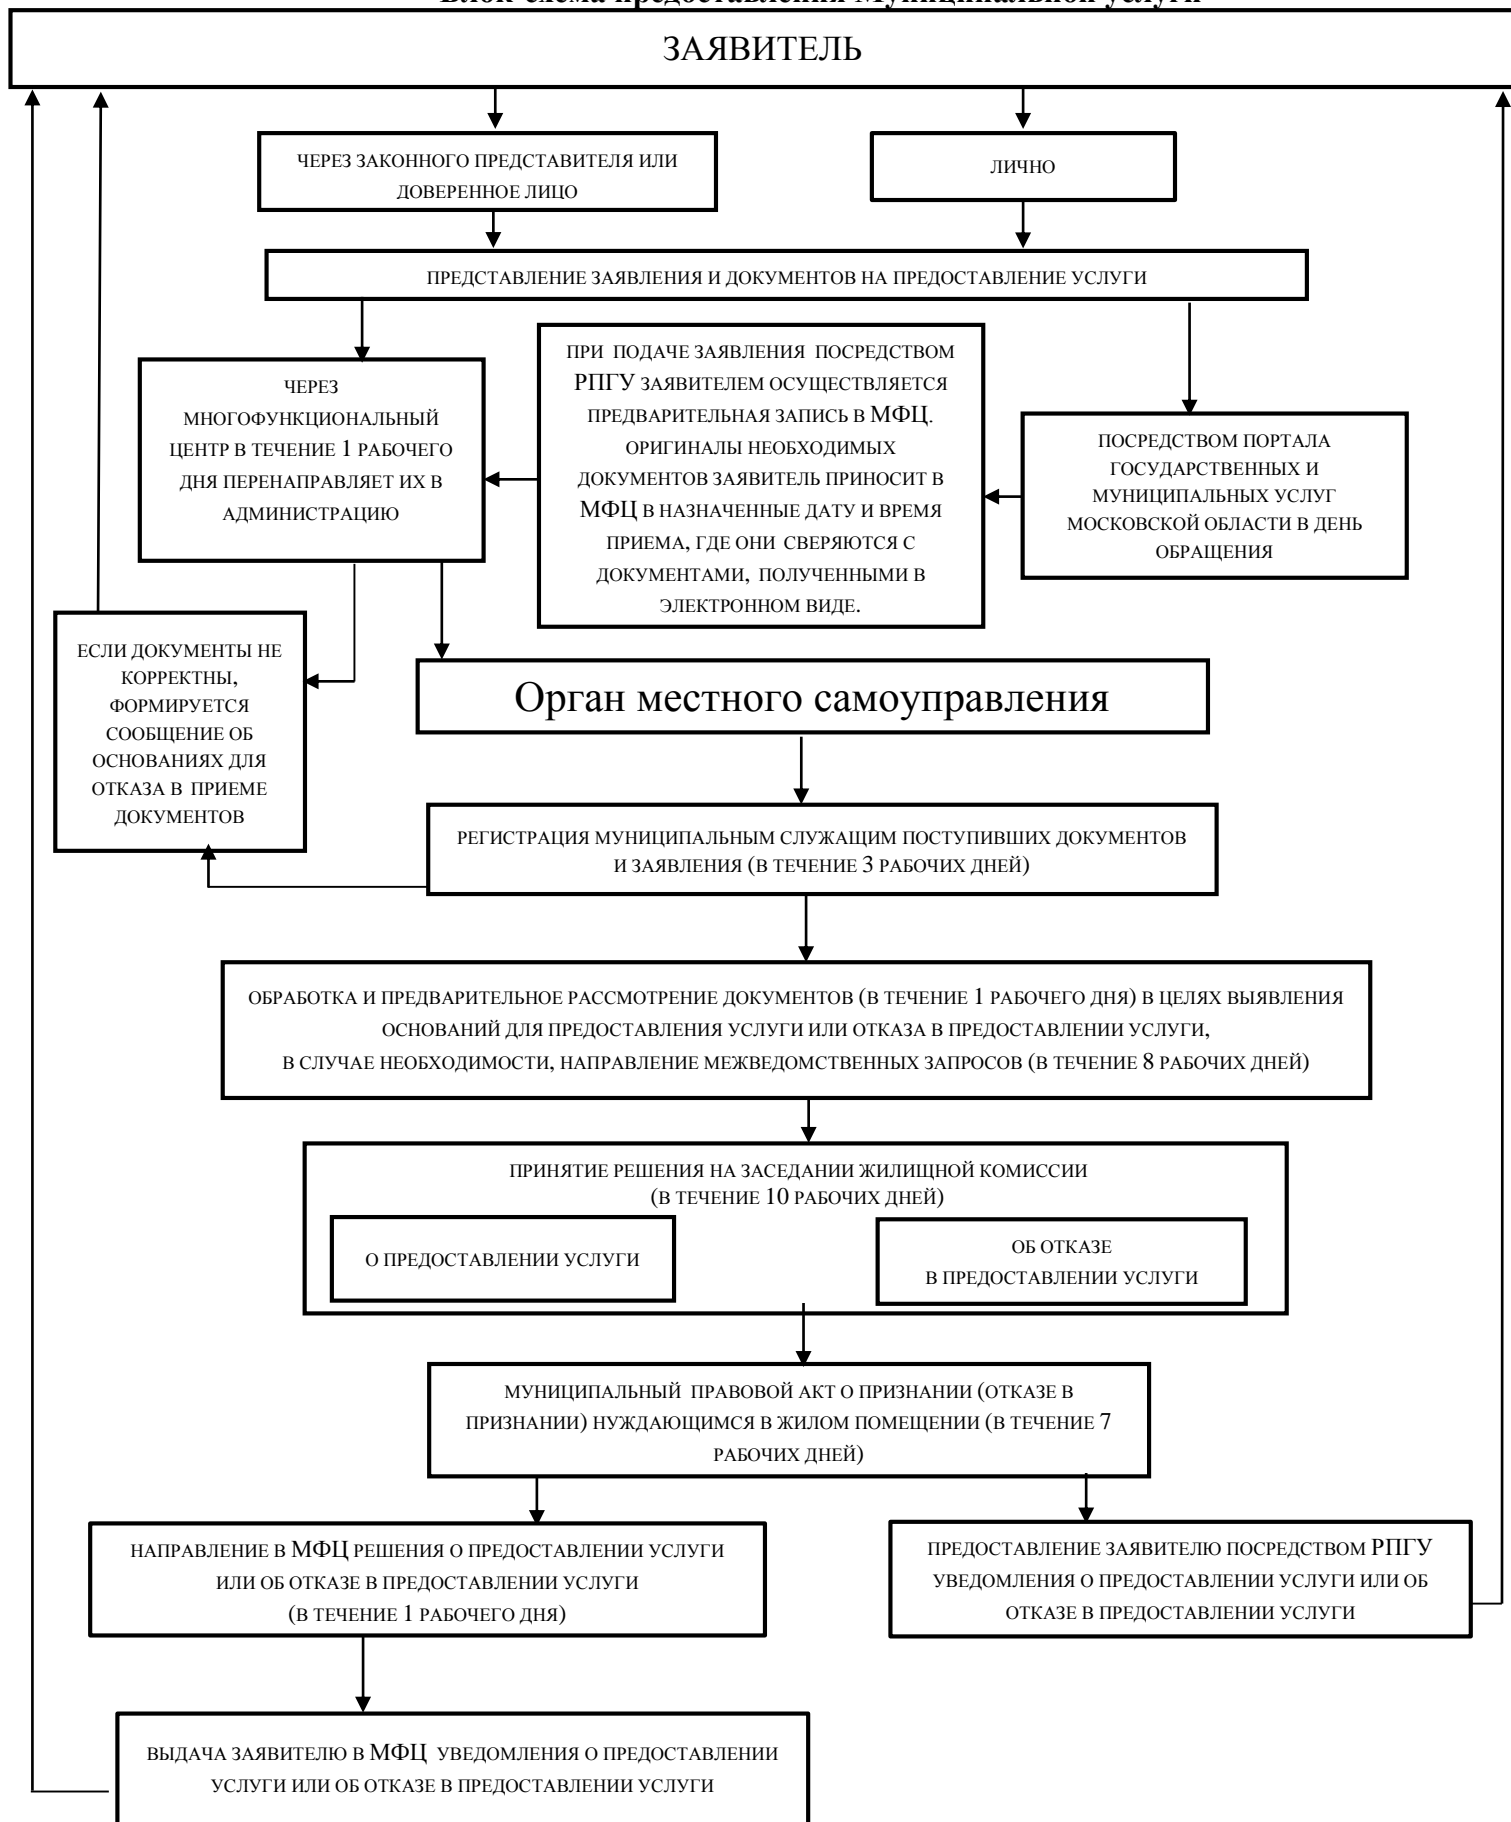 Блок-схема предоставления Муниципальной услуги
ЗАЯВИТЕЛЬ
ЧЕРЕЗ ЗАКОННОГО ПРЕДСТАВИТЕЛЯ ИЛИ
ДОВЕРЕННОЕ ЛИЦО
ЛИЧНО
ПРЕДСТАВЛЕНИЕ ЗАЯВЛЕНИЯ И ДОКУМЕНТОВ НА ПРЕДОСТАВЛЕНИЕ УСЛУГИ
ЧЕРЕЗ
МНОГОФУНКЦИОНАЛЬНЫЙ
ЦЕНТР В ТЕЧЕНИЕ 1 РАБОЧЕГО
ДНЯ ПЕРЕНАПРАВЛЯЕТ ИХ В
АДМИНИСТРАЦИЮ
ПРИ ПОДАЧЕ ЗАЯВЛЕНИЯ ПОСРЕДСТВОМ
РПГУ ЗАЯВИТЕЛЕМ ОСУЩЕСТВЛЯЕТСЯ
ПРЕДВАРИТЕЛЬНАЯ ЗАПИСЬ В МФЦ.
ОРИГИНАЛЫ НЕОБХОДИМЫХ
ДОКУМЕНТОВ ЗАЯВИТЕЛЬ ПРИНОСИТ В
МФЦ В НАЗНАЧЕННЫЕ ДАТУ И ВРЕМЯ
ПРИЕМА, ГДЕ ОНИ СВЕРЯЮТСЯ С
ДОКУМЕНТАМИ, ПОЛУЧЕННЫМИ В
ЭЛЕКТРОННОМ ВИДЕ.
ПОСРЕДСТВОМ ПОРТАЛА
ГОСУДАРСТВЕННЫХ И
МУНИЦИПАЛЬНЫХ УСЛУГ
МОСКОВСКОЙ ОБЛАСТИ В ДЕНЬ
ОБРАЩЕНИЯ
ЕСЛИ ДОКУМЕНТЫ НЕ
КОРРЕКТНЫ,
ФОРМИРУЕТСЯ
СООБЩЕНИЕ ОБ
ОСНОВАНИЯХ ДЛЯ
ОТКАЗА В ПРИЕМЕ
ДОКУМЕНТОВ
Орган местного самоуправления
РЕГИСТРАЦИЯ МУНИЦИПАЛЬНЫМ СЛУЖАЩИМ ПОСТУПИВШИХ ДОКУМЕНТОВ
И ЗАЯВЛЕНИЯ (В ТЕЧЕНИЕ 3 РАБОЧИХ ДНЕЙ)
ОБРАБОТКА И ПРЕДВАРИТЕЛЬНОЕ РАССМОТРЕНИЕ ДОКУМЕНТОВ (В ТЕЧЕНИЕ 1 РАБОЧЕГО ДНЯ) В ЦЕЛЯХ ВЫЯВЛЕНИЯ
ОСНОВАНИЙ ДЛЯ ПРЕДОСТАВЛЕНИЯ УСЛУГИ ИЛИ ОТКАЗА В ПРЕДОСТАВЛЕНИИ УСЛУГИ,
В СЛУЧАЕ НЕОБХОДИМОСТИ, НАПРАВЛЕНИЕ МЕЖВЕДОМСТВЕННЫХ ЗАПРОСОВ (В ТЕЧЕНИЕ 8 РАБОЧИХ ДНЕЙ)
ПРИНЯТИЕ РЕШЕНИЯ НА ЗАСЕДАНИИ ЖИЛИЩНОЙ КОМИССИИ
(В ТЕЧЕНИЕ 10 РАБОЧИХ ДНЕЙ)
О ПРЕДОСТАВЛЕНИИ УСЛУГИ
ОБ ОТКАЗЕ
В ПРЕДОСТАВЛЕНИИ УСЛУГИ
МУНИЦИПАЛЬНЫЙ ПРАВОВОЙ АКТ О ПРИЗНАНИИ (ОТКАЗЕ В
ПРИЗНАНИИ) НУЖДАЮЩИМСЯ В ЖИЛОМ ПОМЕЩЕНИИ (В ТЕЧЕНИЕ 7
РАБОЧИХ ДНЕЙ)
НАПРАВЛЕНИЕ В МФЦ РЕШЕНИЯ О ПРЕДОСТАВЛЕНИИ УСЛУГИ
ИЛИ ОБ ОТКАЗЕ В ПРЕДОСТАВЛЕНИИ УСЛУГИ
(В ТЕЧЕНИЕ 1 РАБОЧЕГО ДНЯ)
ПРЕДОСТАВЛЕНИЕ ЗАЯВИТЕЛЮ ПОСРЕДСТВОМ РПГУ
УВЕДОМЛЕНИЯ О ПРЕДОСТАВЛЕНИИ УСЛУГИ ИЛИ ОБ
ОТКАЗЕ В ПРЕДОСТАВЛЕНИИ УСЛУГИ
ВЫДАЧА ЗАЯВИТЕЛЮ В МФЦ УВЕДОМЛЕНИЯ О ПРЕДОСТАВЛЕНИИ
УСЛУГИ ИЛИ ОБ ОТКАЗЕ В ПРЕДОСТАВЛЕНИИ УСЛУГИ